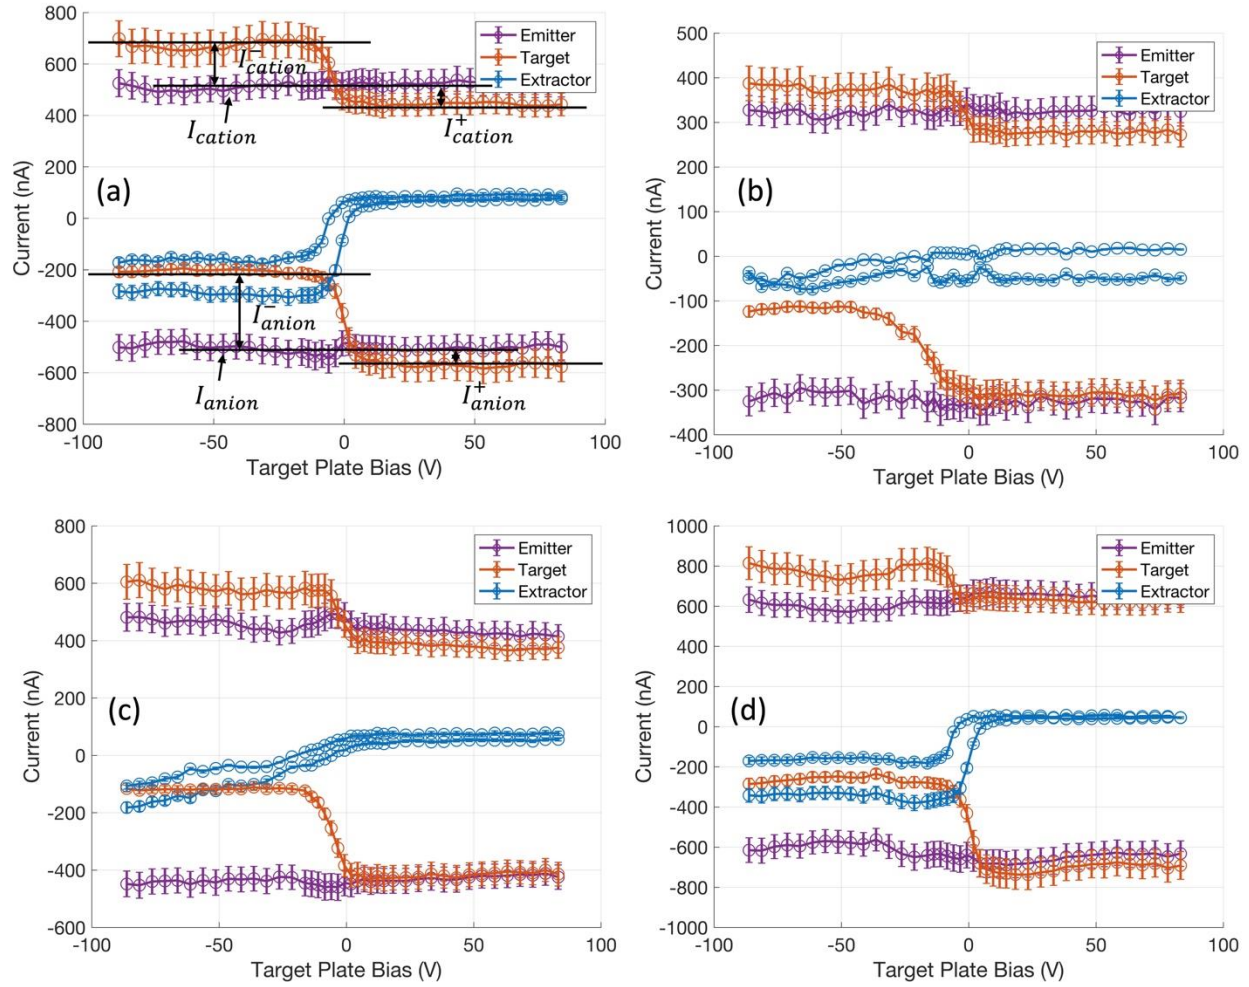 800
600
400
200
0
-200
-400
-600
-800
Current (nA)
-100 -50 0 50 100
Target Plate Bias (V)
Emitter
Target
Extractor
(a)
I⁻cation
Ication
I⁺cation
I⁻anion
Ianion
I⁺anion
500
400
300
200
100
0
-100
-200
-300
-400
Current (nA)
-100 -50 0 50 100
Target Plate Bias (V)
Emitter
Target
Extractor
(b)
800
600
400
200
0
-200
-400
-600
Current (nA)
-100 -50 0 50 100
Target Plate Bias (V)
Emitter
Target
Extractor
(c)
1000
800
600
400
200
0
-200
-400
-600
-800
-1000
Current (nA)
-100 -50 0 50 100
Target Plate Bias (V)
Emitter
Target
Extractor
(d)